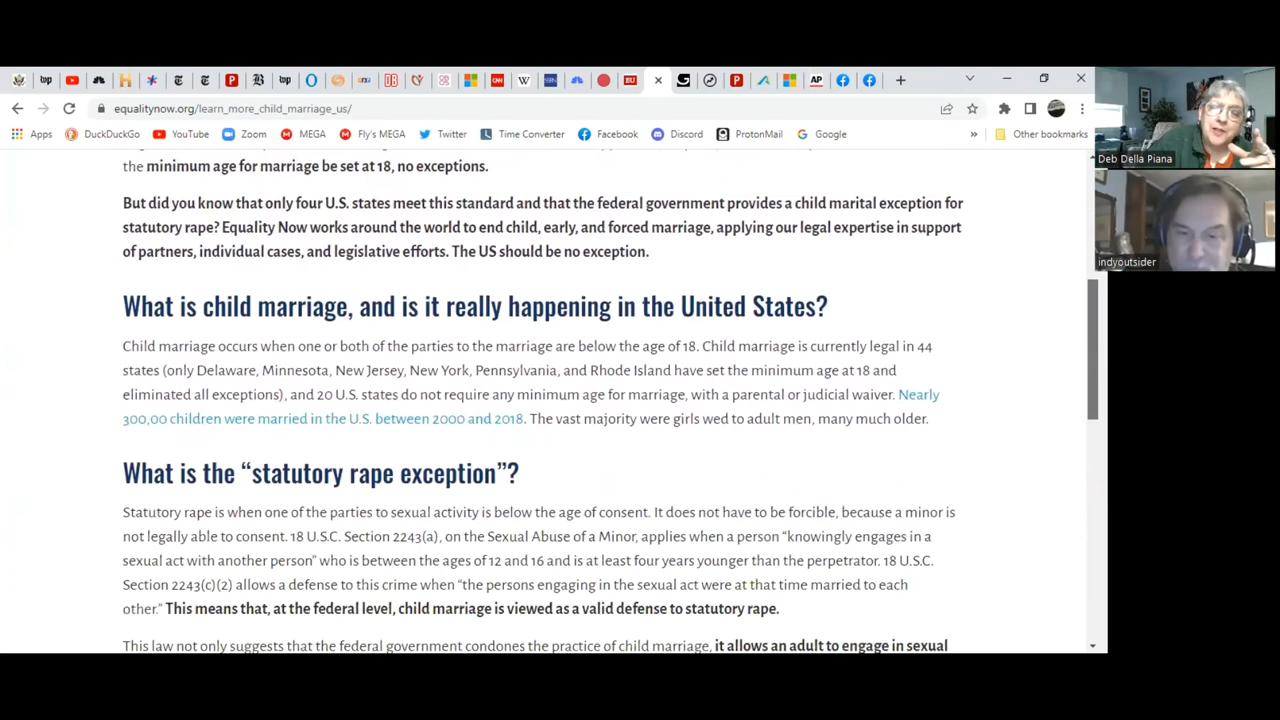 equalitynow.org/learn_more_child_marriage_us/
Apps DuckDuckGo YouTube Zoom MEGA Fly's MEGA Twitter Time Converter Facebook Discord ProtonMail Google » Other bookmarks
the minimum age for marriage be set at 18, no exceptions.
But did you know that only four U.S. states meet this standard and that the federal government provides a child marital exception for
statutory rape? Equality Now works around the world to end child, early, and forced marriage, applying our legal expertise in support
of partners, individual cases, and legislative efforts. The US should be no exception.
What is child marriage, and is it really happening in the United States?
Child marriage occurs when one or both of the parties to the marriage are below the age of 18. Child marriage is currently legal in 44
states (only Delaware, Minnesota, New Jersey, New York, Pennsylvania, and Rhode Island have set the minimum age at 18 and
eliminated all exceptions), and 20 U.S. states do not require any minimum age for marriage, with a parental or judicial waiver. Nearly
300,00 children were married in the U.S. between 2000 and 2018. The vast majority were girls wed to adult men, many much older.
What is the “statutory rape exception”?
Statutory rape is when one of the parties to sexual activity is below the age of consent. It does not have to be forcible, because a minor is
not legally able to consent. 18 U.S.C. Section 2243(a), on the Sexual Abuse of a Minor, applies when a person “knowingly engages in a
sexual act with another person” who is between the ages of 12 and 16 and is at least four years younger than the perpetrator. 18 U.S.C.
Section 2243(c)(2) allows a defense to this crime when “the persons engaging in the sexual act were at that time married to each
other.” This means that, at the federal level, child marriage is viewed as a valid defense to statutory rape.
This law not only suggests that the federal government condones the practice of child marriage, it allows an adult to engage in sexual
Deb Della Piana
indyoutsider